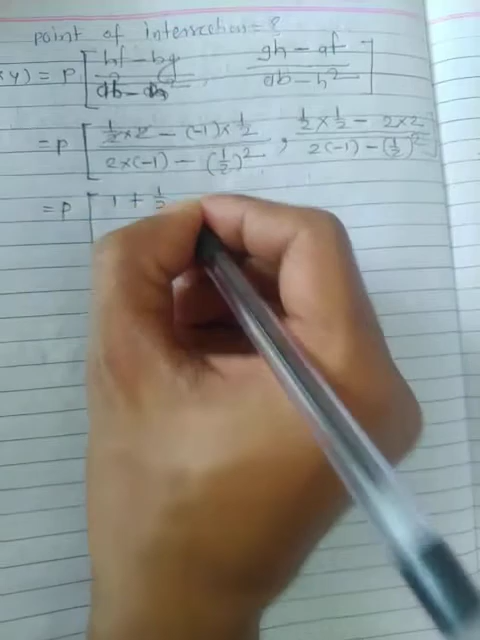 point of intersection = ?
(x y) = P [ hf - bg / ab - h², gh - af / ab - h² ]
= P [ 1/2 × 2 - (-1) × 1/2 / 2×(-1) - (1/2)², 1/2 × 1/2 - 2×2 / 2(-1) - (1/2)² ]
= P [ 1 + 1/2